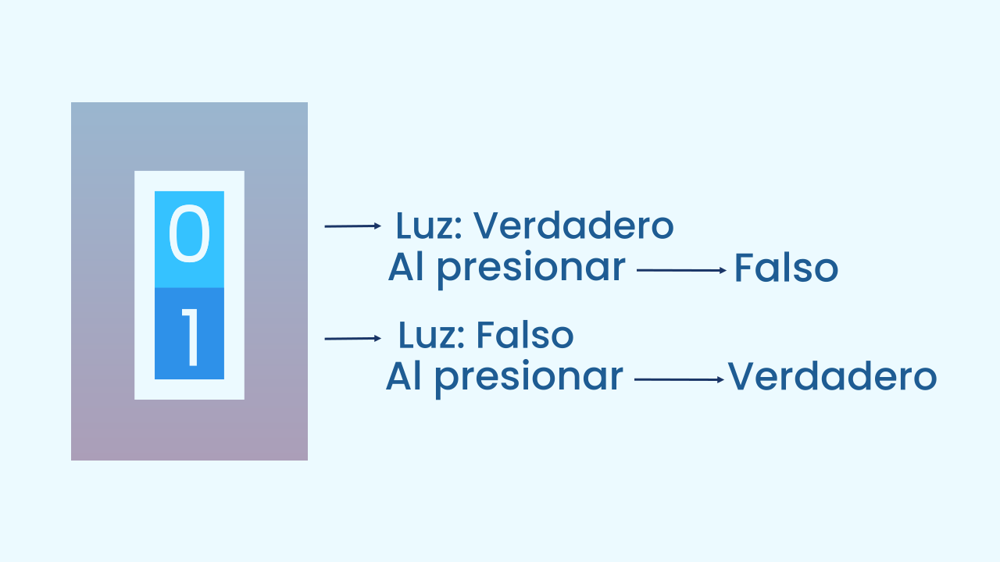 0
Luz: Verdadero
Al presionar Falso
1
Luz: Falso
Al presionar Verdadero